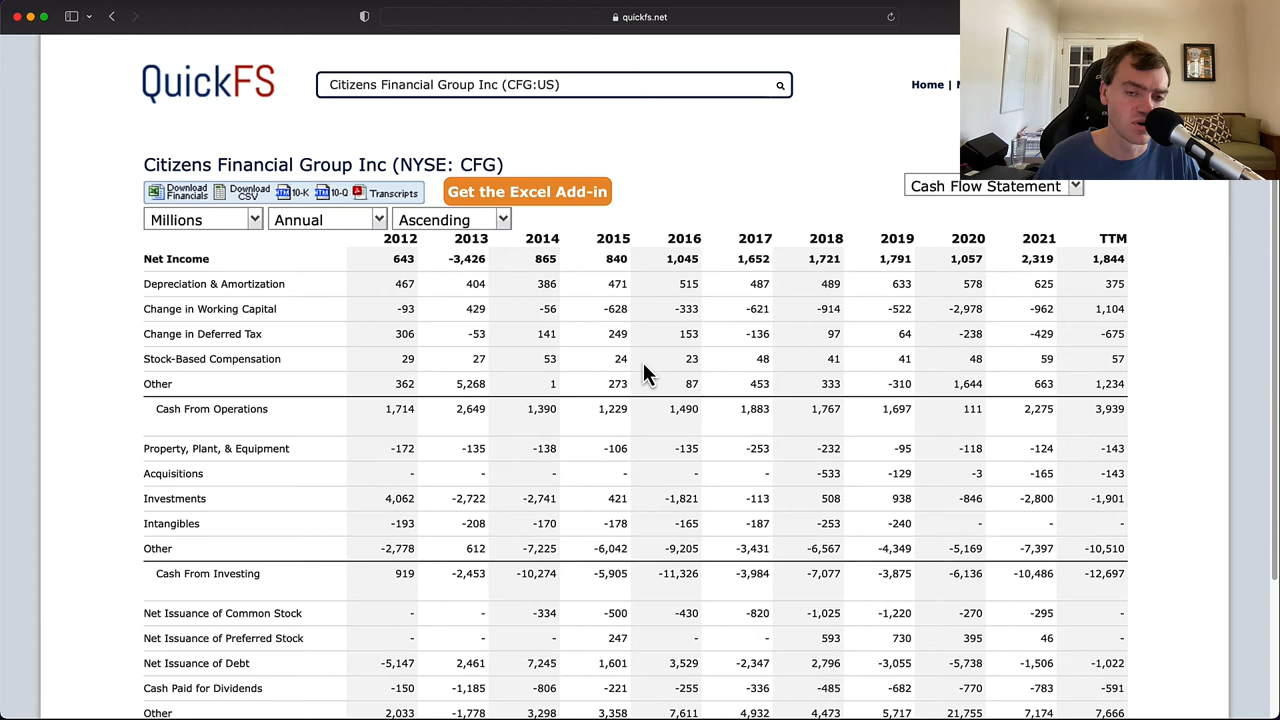 quickfs.net
QuickFS
Citizens Financial Group Inc (CFG:US)
Home |
Citizens Financial Group Inc (NYSE: CFG)
Download Financials
Download CSV
10-K
10-Q
Transcripts
Get the Excel Add-in
Cash Flow Statement
Millions
Annual
Ascending
2012 2013 2014 2015 2016 2017 2018 2019 2020 2021 TTM
Net Income 643 -3,426 865 840 1,045 1,652 1,721 1,791 1,057 2,319 1,844
Depreciation & Amortization 467 404 386 471 515 487 489 633 578 625 375
Change in Working Capital -93 429 -56 -628 -333 -621 -914 -522 -2,978 -962 1,104
Change in Deferred Tax 306 -53 141 249 153 -136 97 64 -238 -429 -675
Stock-Based Compensation 29 27 53 24 23 48 41 41 48 59 57
Other 362 5,268 1 273 87 453 333 -310 1,644 663 1,234
Cash From Operations 1,714 2,649 1,390 1,229 1,490 1,883 1,767 1,697 111 2,275 3,939
Property, Plant, & Equipment -172 -135 -138 -106 -135 -253 -232 -95 -118 -124 -143
Acquisitions - - - - - - -533 -129 -3 -165 -143
Investments 4,062 -2,722 -2,741 421 -1,821 -113 508 938 -846 -2,800 -1,901
Intangibles -193 -208 -170 -178 -165 -187 -253 -240 - - -
Other -2,778 612 -7,225 -6,042 -9,205 -3,431 -6,567 -4,349 -5,169 -7,397 -10,510
Cash From Investing 919 -2,453 -10,274 -5,905 -11,326 -3,984 -7,077 -3,875 -6,136 -10,486 -12,697
Net Issuance of Common Stock - - -334 -500 -430 -820 -1,025 -1,220 -270 -295 -
Net Issuance of Preferred Stock - - - 247 - - 593 730 395 46 -
Net Issuance of Debt -5,147 2,461 7,245 1,601 3,529 -2,347 2,796 -3,055 -5,738 -1,506 -1,022
Cash Paid for Dividends -150 -1,185 -806 -221 -255 -336 -485 -682 -770 -783 -591
Other 2,033 -1,778 3,298 3,358 7,611 4,932 4,473 5,717 21,755 7,174 7,666